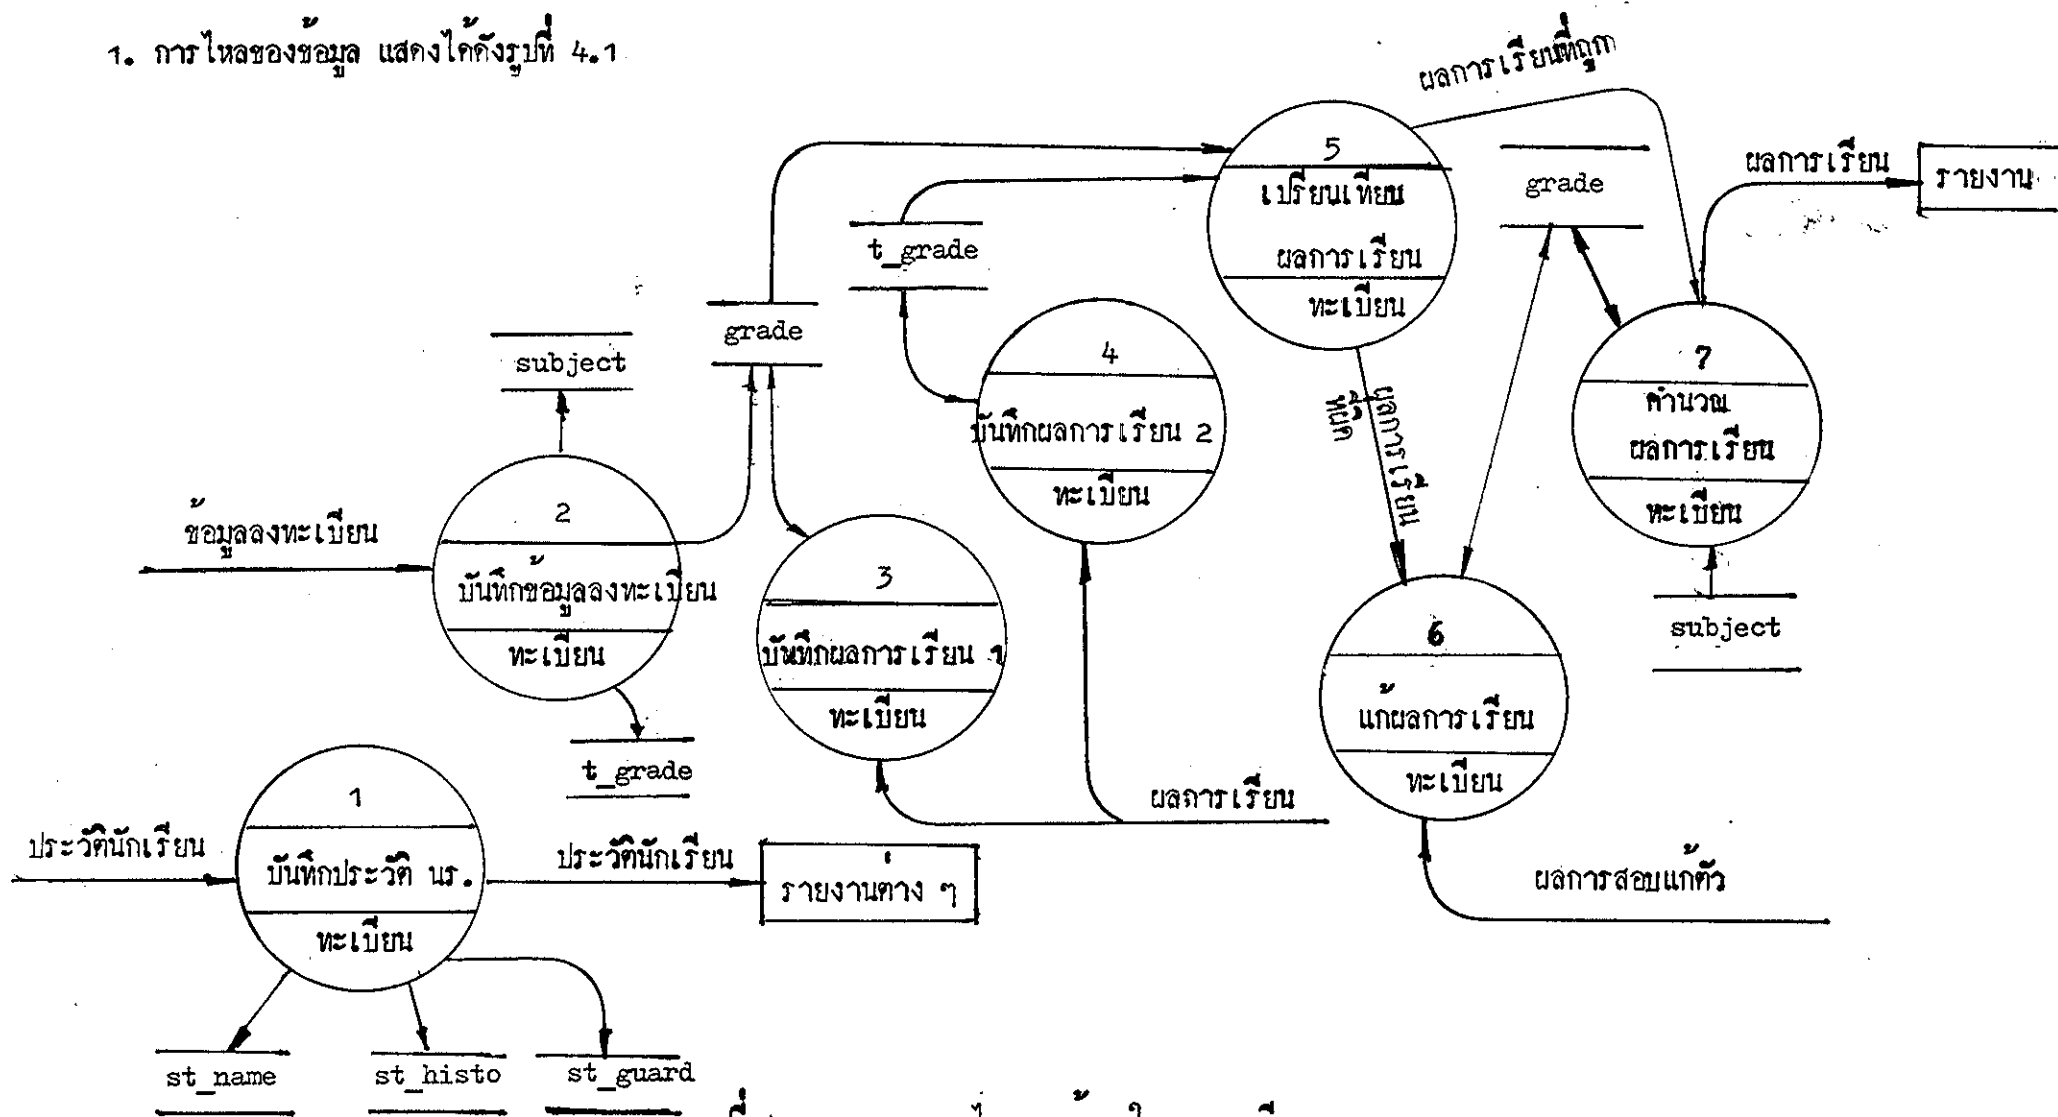 1. การไหลของข้อมูล แสดงได้ดังรูปที่ 4.1
ผลการเรียนที่ถูก
5
เปรียบเทียบ
ผลการเรียน
ทะเบียน
grade
ผลการเรียน
รายงาน
t_grade
grade
subject
4
บันทึกผลการเรียน 2
ทะเบียน
ผลการเรียน
ที่ผิด
7
คำนวณ
ผลการเรียน
ทะเบียน
subject
ข้อมูลลงทะเบียน
2
บันทึกข้อมูลลงทะเบียน
ทะเบียน
t_grade
3
บันทึกผลการเรียน 1
ทะเบียน
6
แก้ผลการเรียน
ทะเบียน
ผลการเรียน
ผลการสอบแก้ตัว
ประวัตินักเรียน
1
บันทึกประวัติ นร.
ทะเบียน
ประวัตินักเรียน
รายงานต่าง ๆ
st_name
st_histo
st_guard